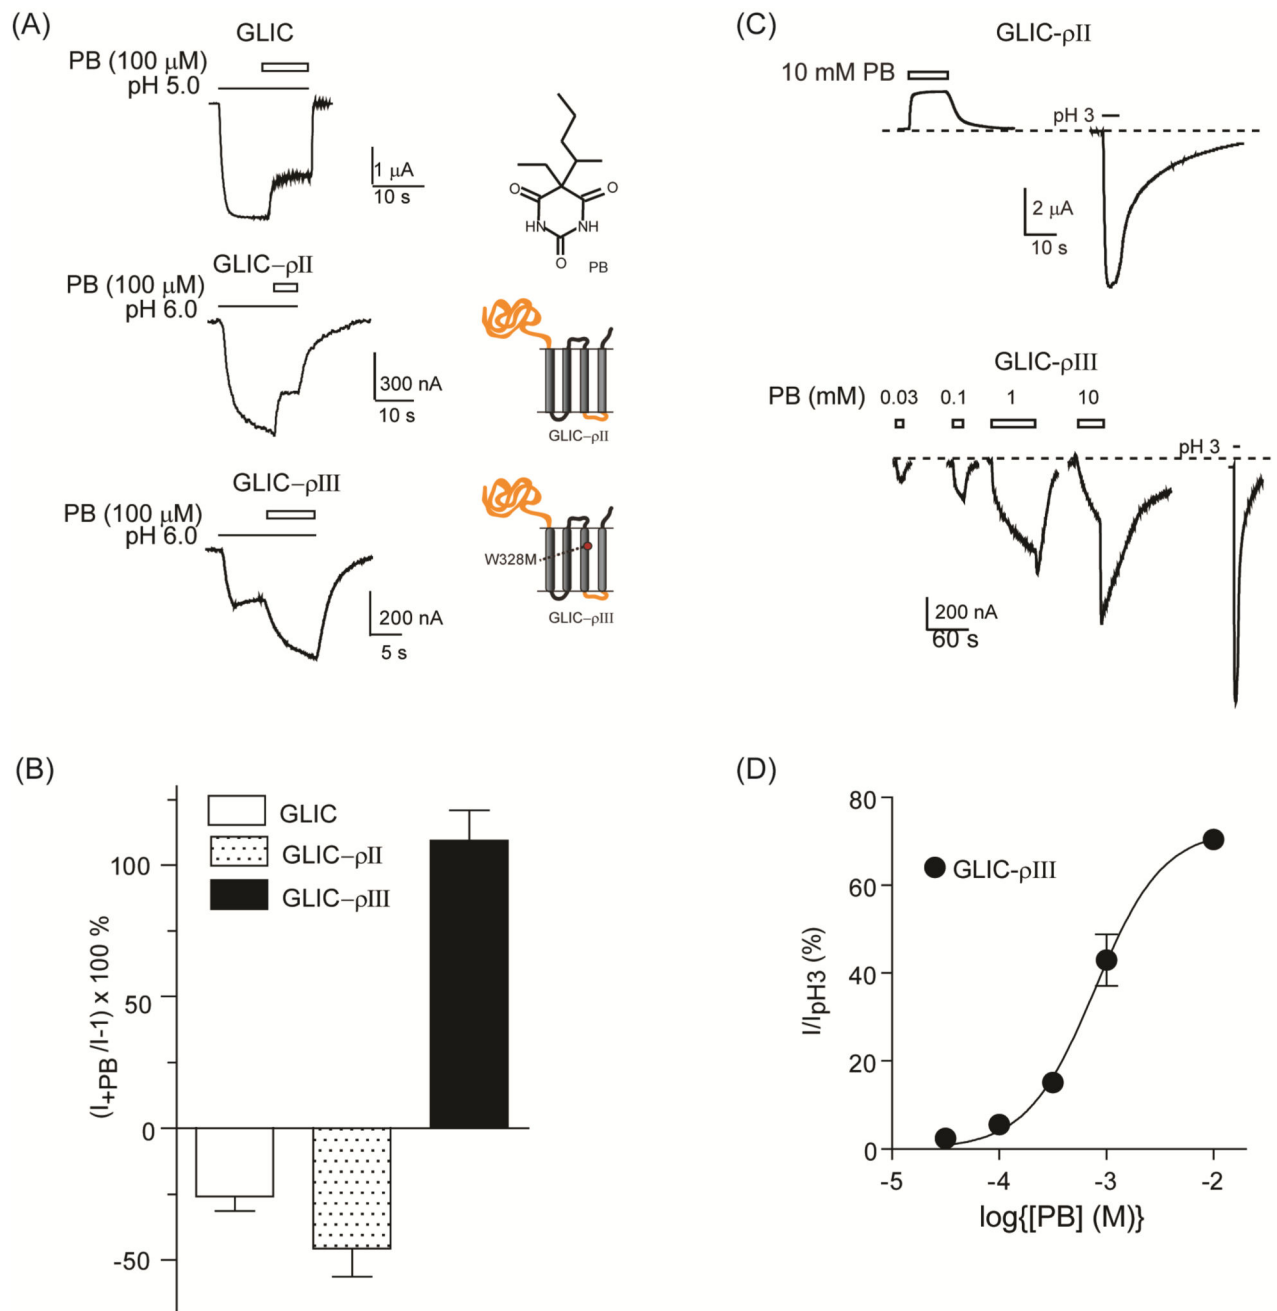 (A)
GLIC
PB (100 μM)
pH 5.0
1 μA
10 s
GLIC–ρII
PB (100 μM)
pH 6.0
300 nA
10 s
GLIC–ρIII
PB (100 μM)
pH 6.0
200 nA
5 s
O
O
HN
NH
O
PB
GLIC–ρII
W328M
GLIC–ρIII
(C)
GLIC-ρII
10 mM PB
pH 3
2 μA
10 s
GLIC-ρIII
PB (mM) 0.03 0.1 1 10
pH 3
200 nA
60 s
(B)
GLIC
GLIC–ρII
GLIC–ρIII
100
50
0
-50
(I+PB /I-1) x 100 %
(D)
80
60
40
20
0
GLIC-ρIII
I/IpH3 (%)
-5 -4 -3 -2
log{[PB] (M)}